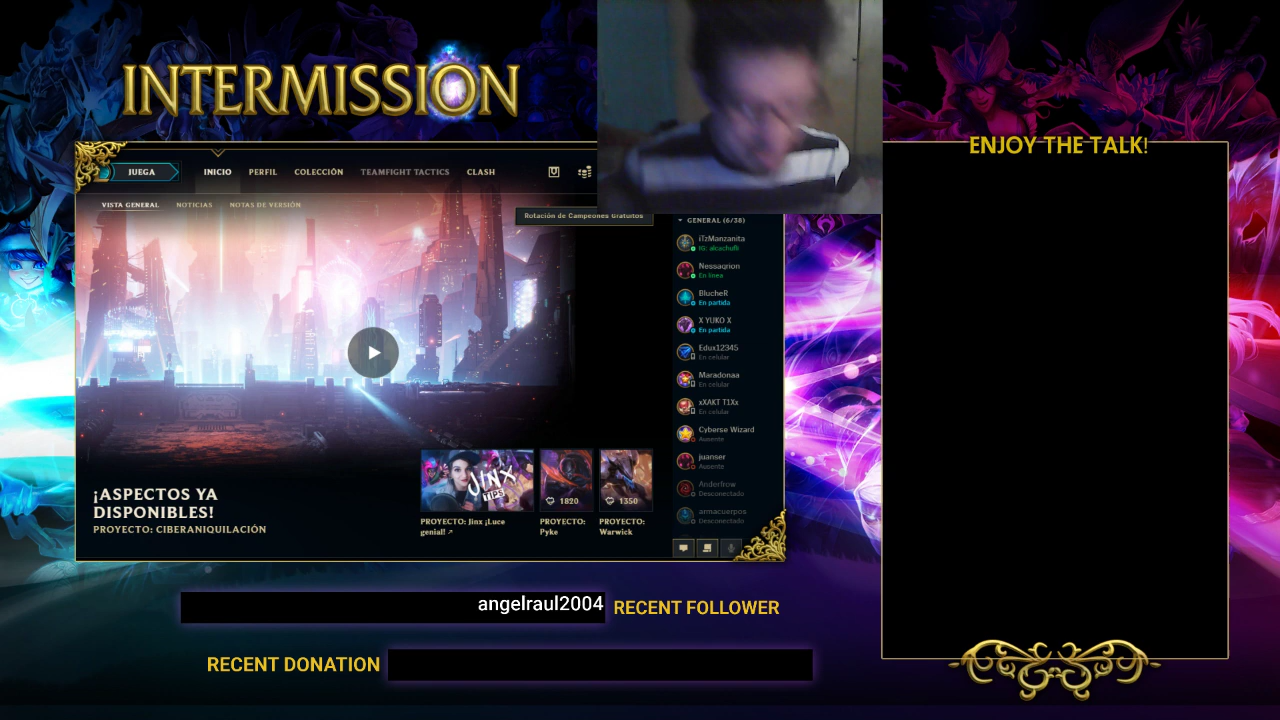 INTERMISSION
ENJOY THE TALK!
JUEGA
INICIO
PERFIL
COLECCIÓN
TEAMFIGHT TACTICS
CLASH
VISTA GENERAL
NOTICIAS
NOTAS DE VERSIÓN
Rotación de Campeones Gratuitos
GENERAL (6/38)
iTzManzanita
IG: alcachufk
Nessaqrion
En línea
BlucheR
En partida
X YUKO X
En partida
Edux12345
En celular
Maradonaa
En celular
xXAKT T1Xx
En celular
Cyberse Wizard
Ausente
juanser
Ausente
Anderfrow
Desconectado
armacuerpos
Desconectado
¡ASPECTOS YA
DISPONIBLES!
PROYECTO: CIBERANIQUILACIÓN
JINX
TIPS
1820
1350
PROYECTO: Jinx ¡Luce
genial!
PROYECTO:
Pyke
PROYECTO:
Warwick
angelraul2004
RECENT FOLLOWER
RECENT DONATION